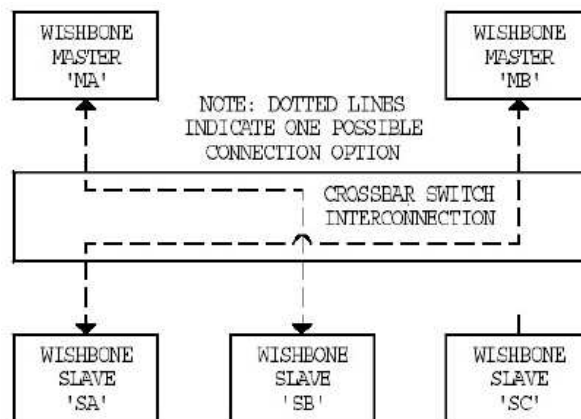 WISHBONE
MASTER
'MA'
WISHBONE
MASTER
'MB'
NOTE: DOTTED LINES
INDICATE ONE POSSIBLE
CONNECTION OPTION
CROSSBAR SWITCH
INTERCONNECTION
WISHBONE
SLAVE
'SA'
WISHBONE
SLAVE
'SB'
WISHBONE
SLAVE
'SC'